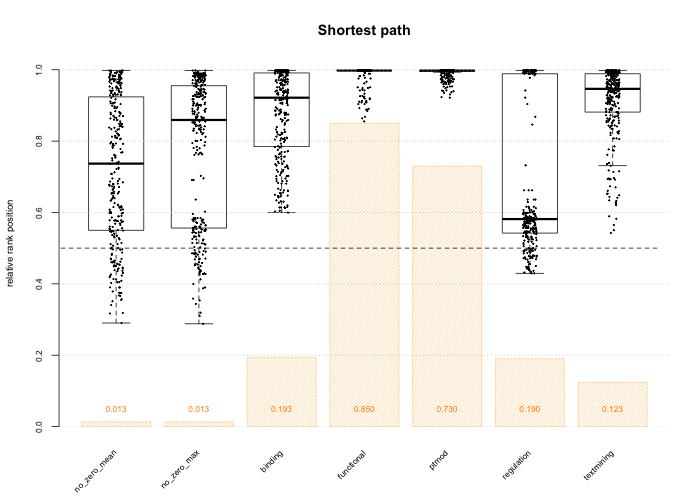 Shortest path
relative rank position
1.0
0.8
0.6
0.4
0.2
0.0
0.013
0.013
0.193
0.850
0.730
0.190
0.123
no_zero_mean
no_zero_max
binding
functional
ptmod
regulation
textmining